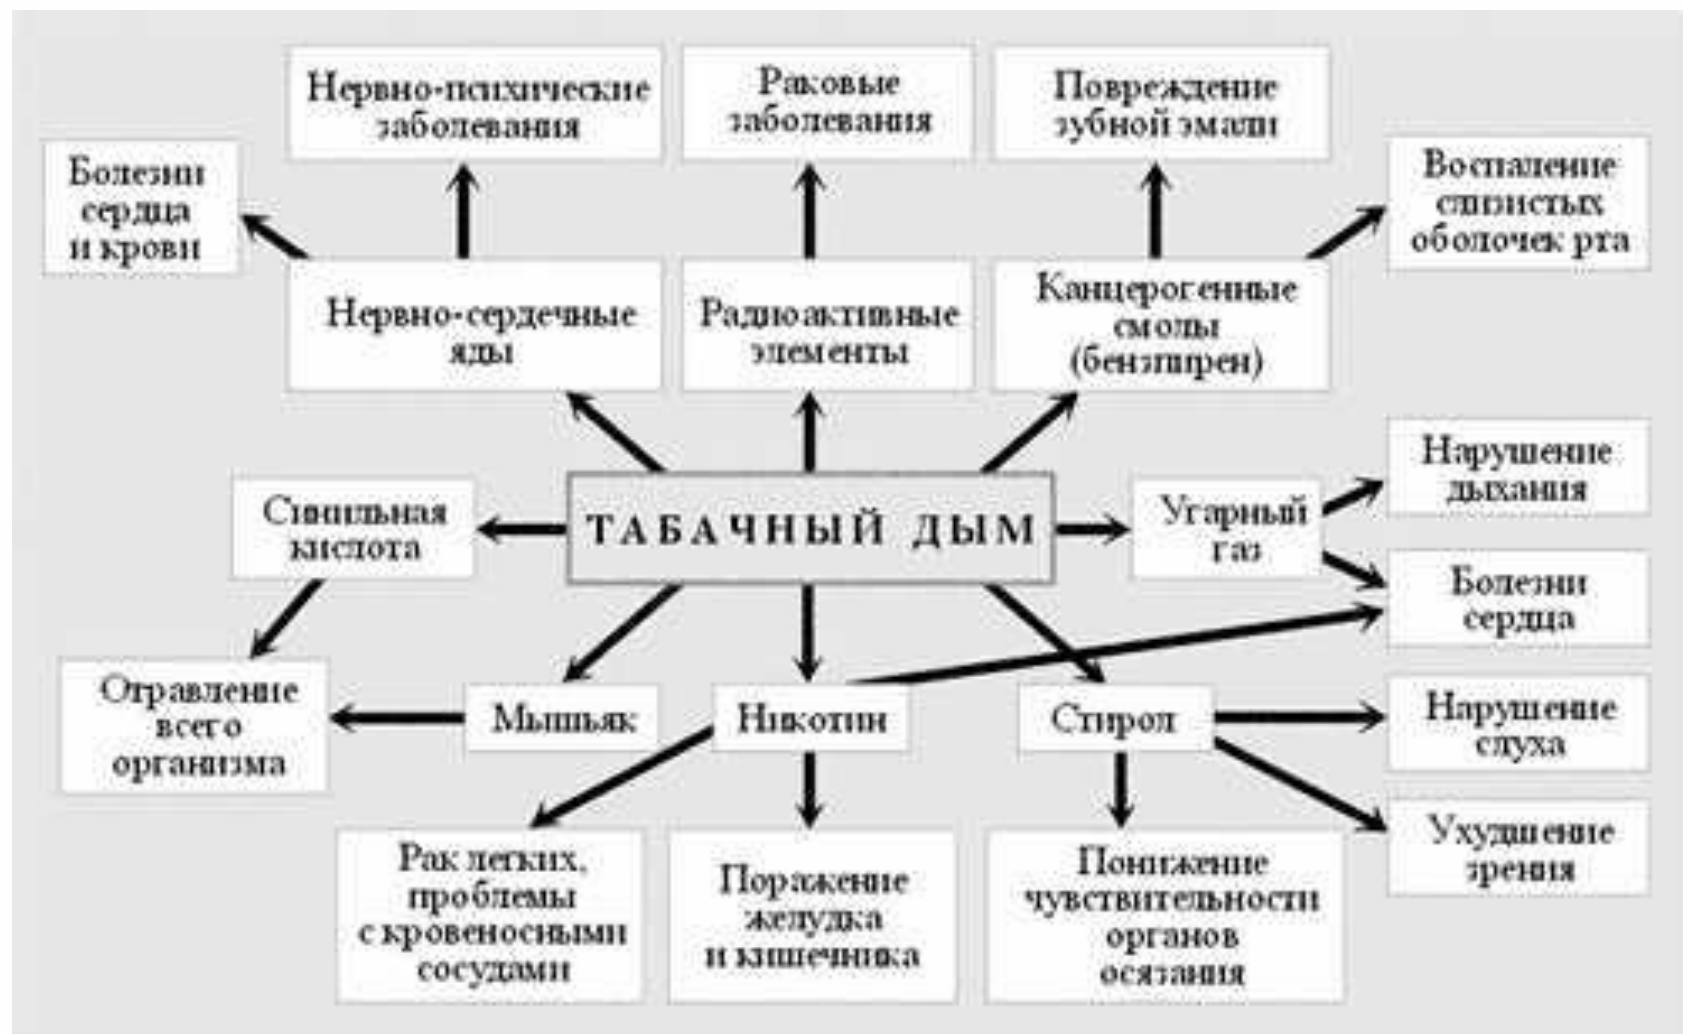 Нервно-психические
заболевания
Раковые
заболевания
Повреждение
зубной эмали
Болезни
сердца
и крови
Воспаление
слизистых
оболочек рта
Нервно-сердечные
яды
Радиоактивные
элементы
Канцерогенные
смолы
(бензпирен)
Синильная
кислота
ТАБАЧНЫЙ ДЫМ
Угарный
газ
Нарушение
дыхания
Болезни
сердца
Отравление
всего
организма
Мышьяк
Никотин
Стирол
Нарушение
слуха
Ухудшение
зрения
Рак легких,
проблемы
с кровеносными
сосудами
Поражение
желудка
и кишечника
Понижение
чувствительности
органов
осязания